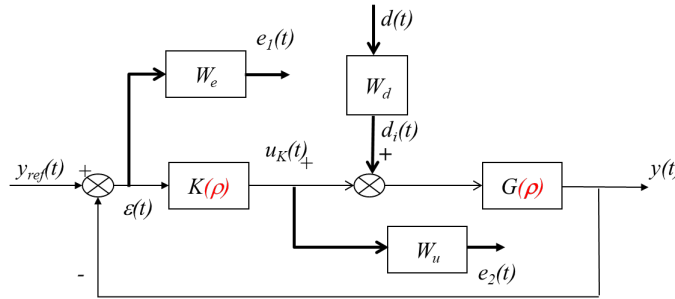 d(t)
e1(t)
We
Wd
uK(t)
di(t)
+
+
+
yref(t)
K(ρ)
G(ρ)
y(t)
ε(t)
-
Wu
e2(t)